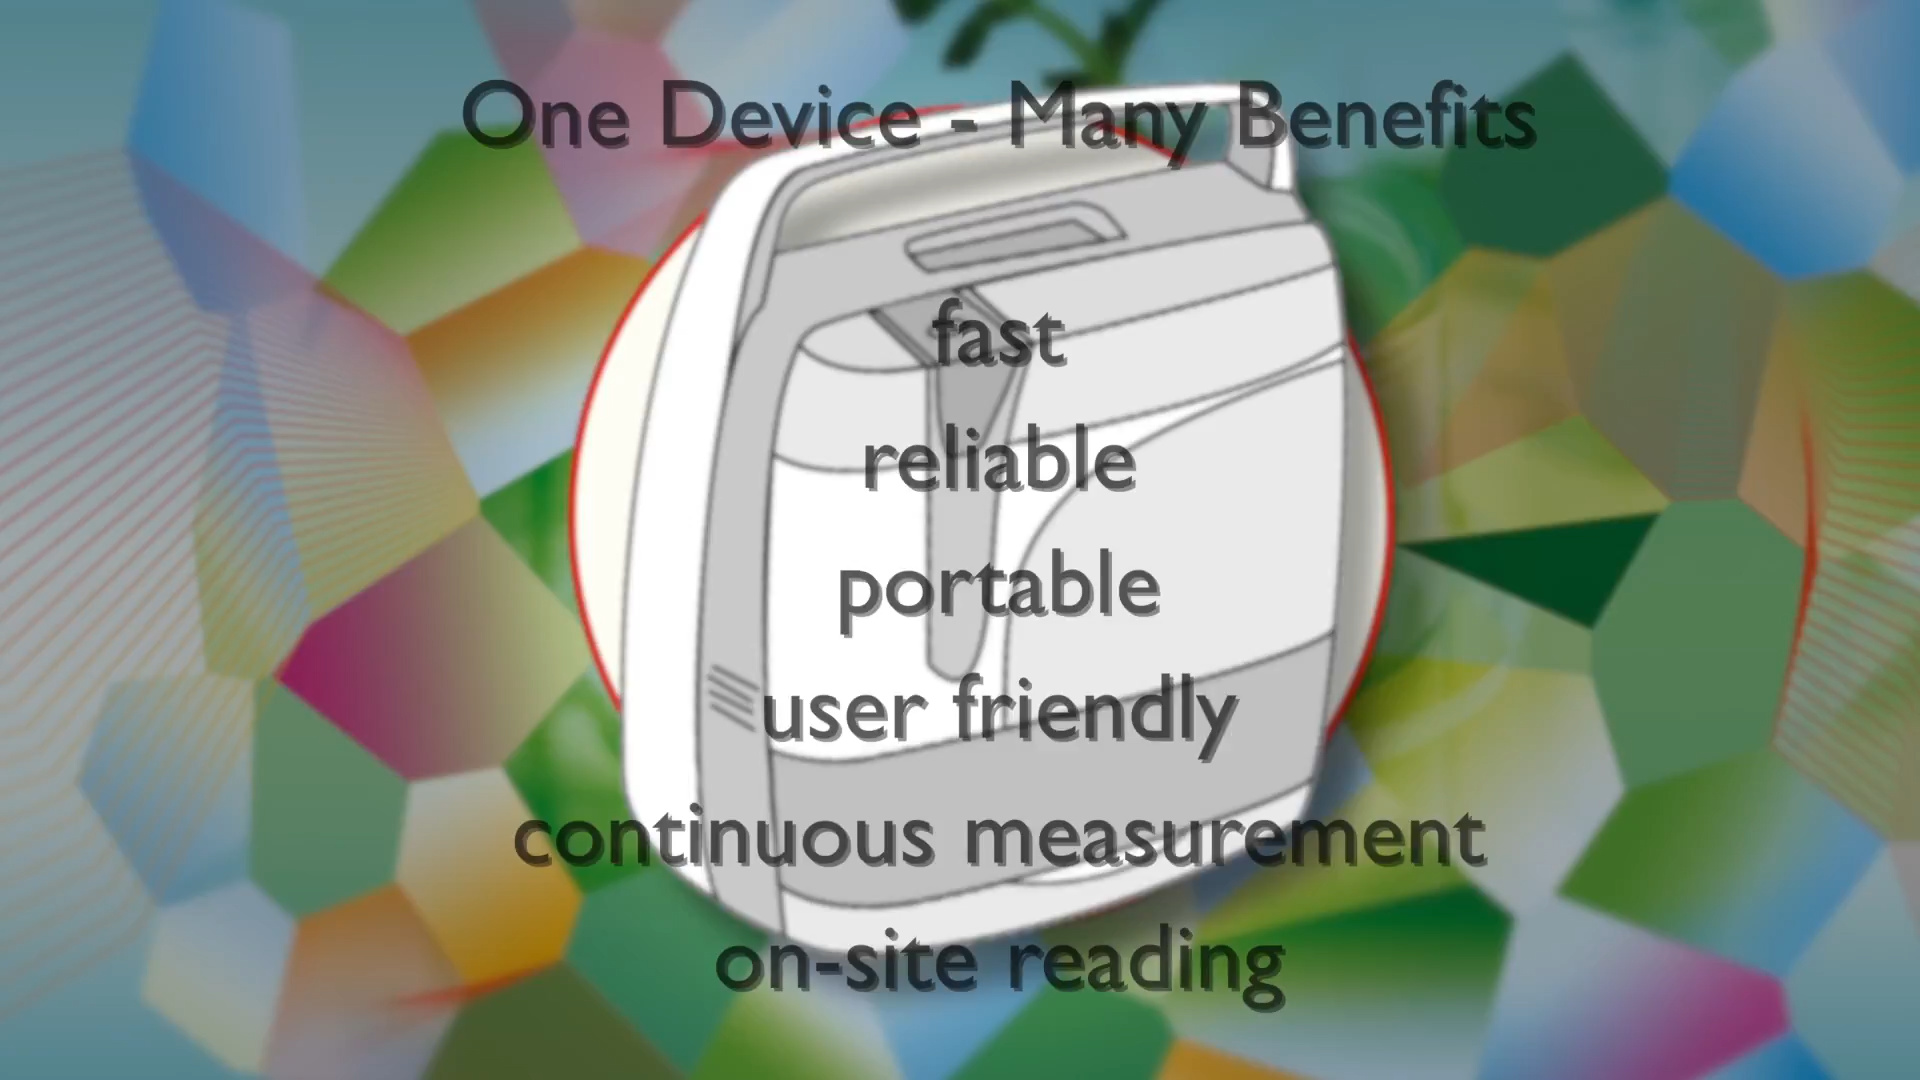 One Device - Many Benefits
fast
reliable
portable
user friendly
continuous measurement
on-site reading